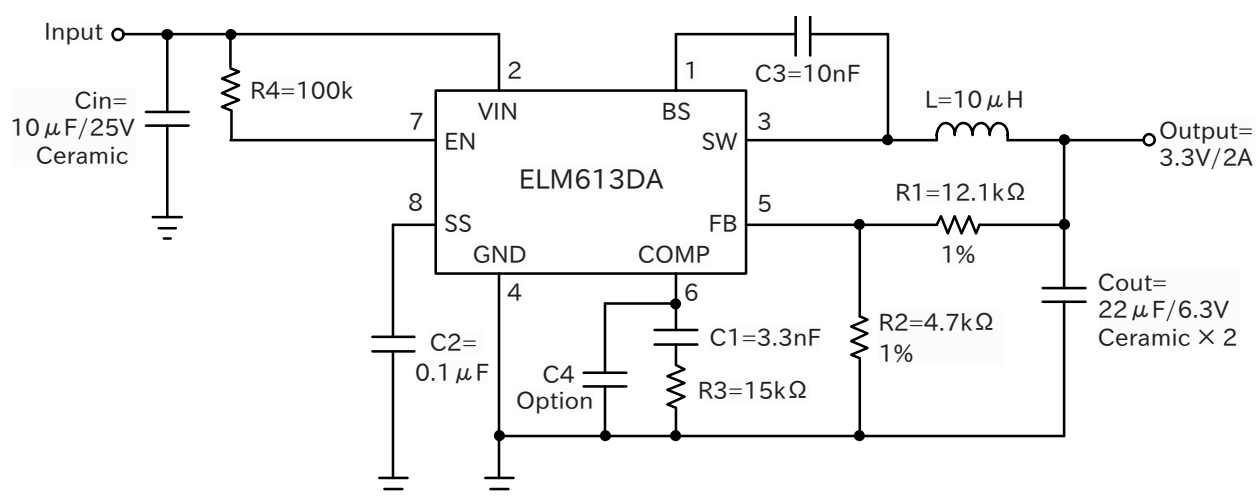 Input
Cin=
10μF/25V
Ceramic
R4=100k
2
VIN
7
EN
8
SS
GND
4
1
BS
C3=10nF
SW
3
ELM613DA
FB
5
COMP
6
L=10μH
Output=
3.3V/2A
R1=12.1kΩ
1%
Cout=
22μF/6.3V
Ceramic×2
R2=4.7kΩ
1%
C2=
0.1μF
C4
Option
C1=3.3nF
R3=15kΩ